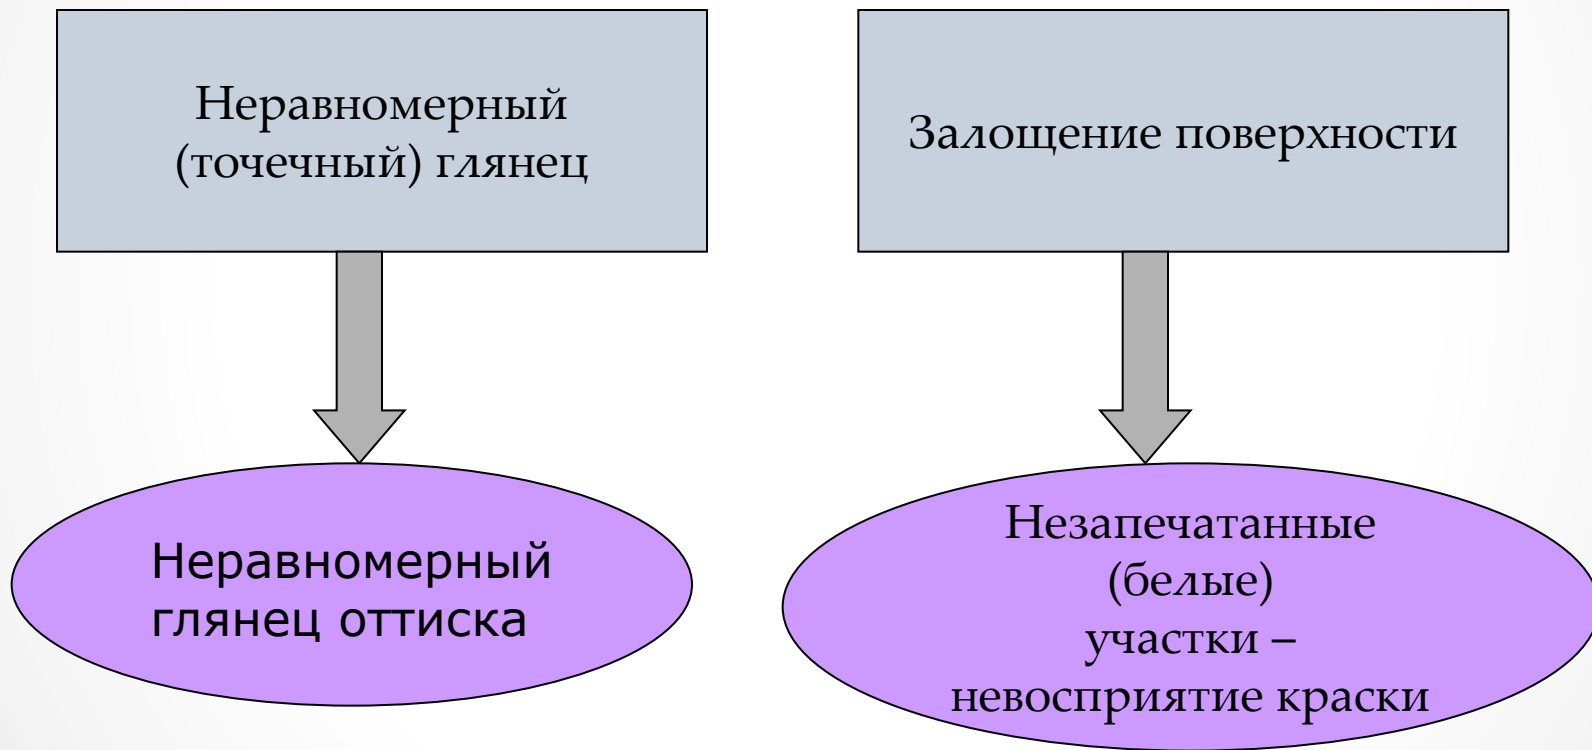 Неравномерный
(точечный) глянец
Залощение поверхности
Неравномерный
глянец оттиска
Незапечатанные
(белые)
участки –
невосприятие краски